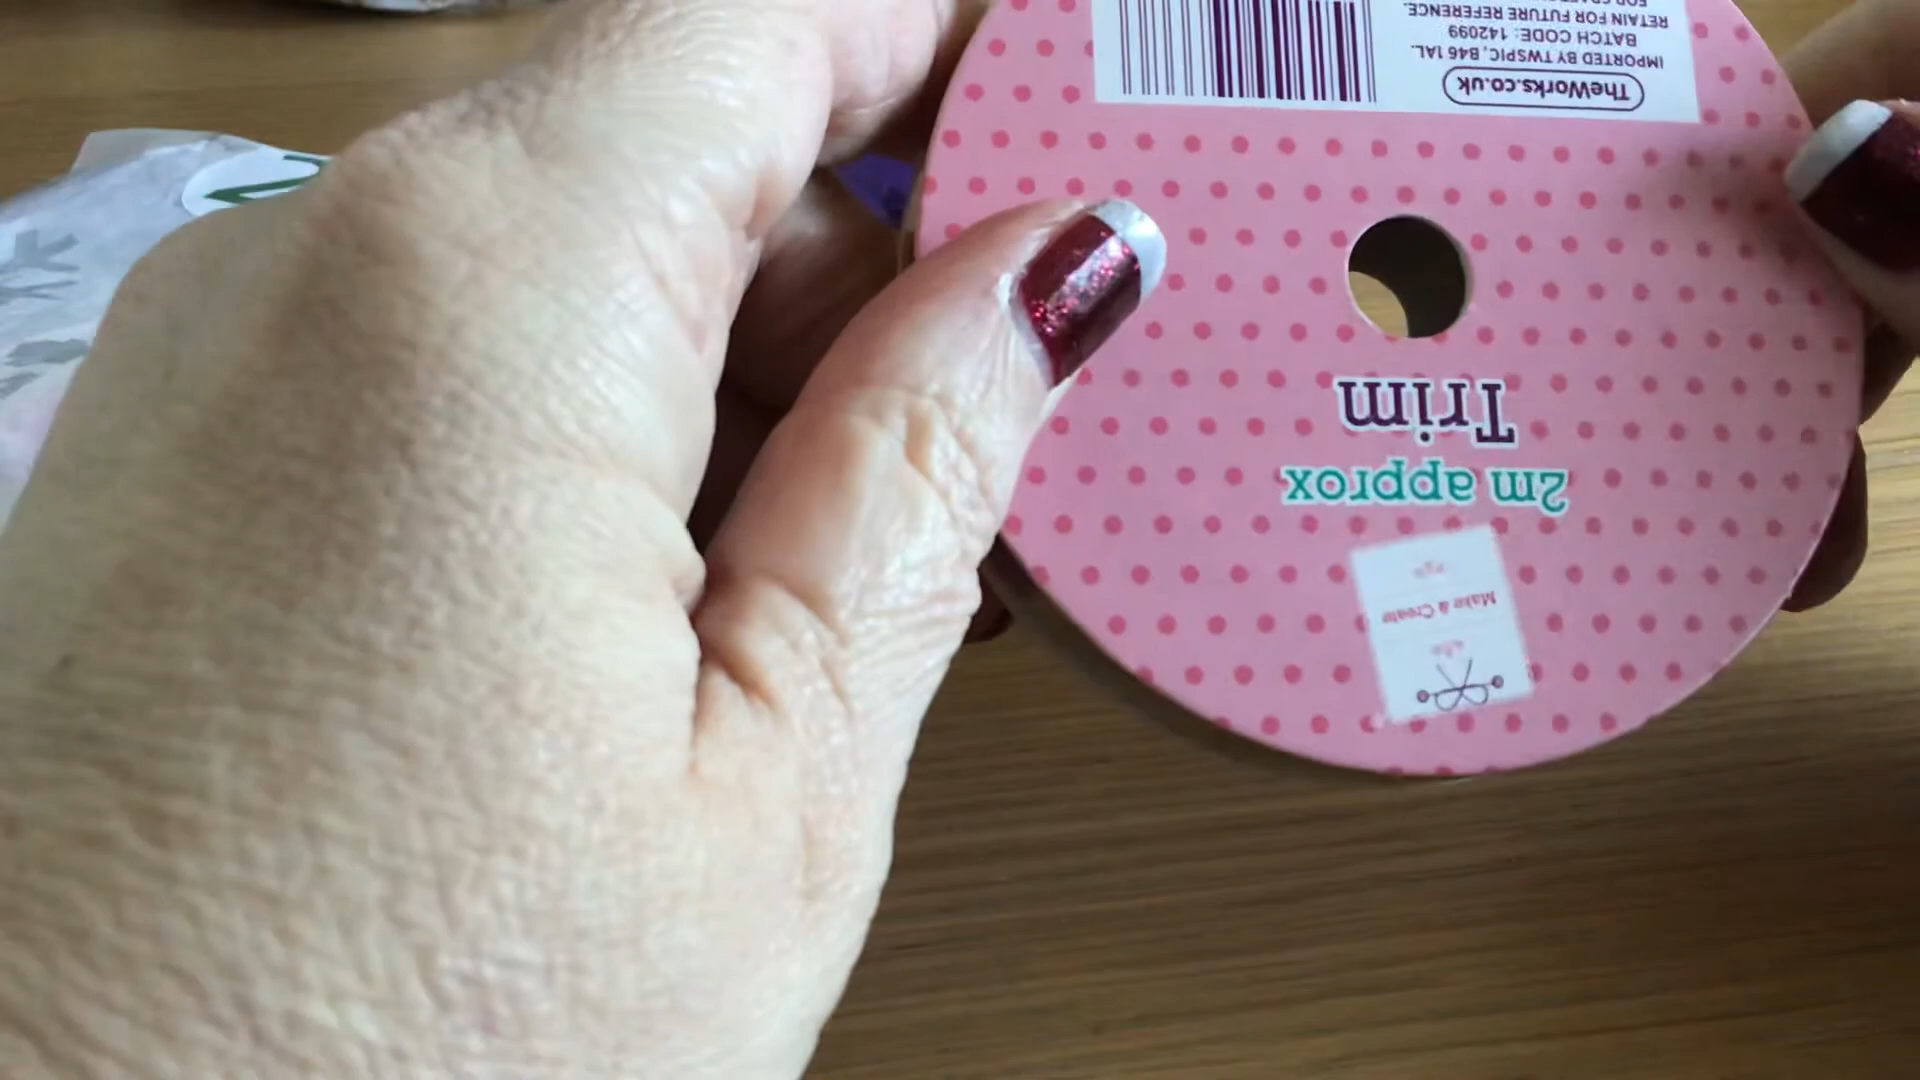 Make & Create
2m approx
Trim
TheWorks.co.uk
IMPORTED BY TWSPIC, B46 1AL.
BATCH CODE: 142099
RETAIN FOR FUTURE REFERENCE.